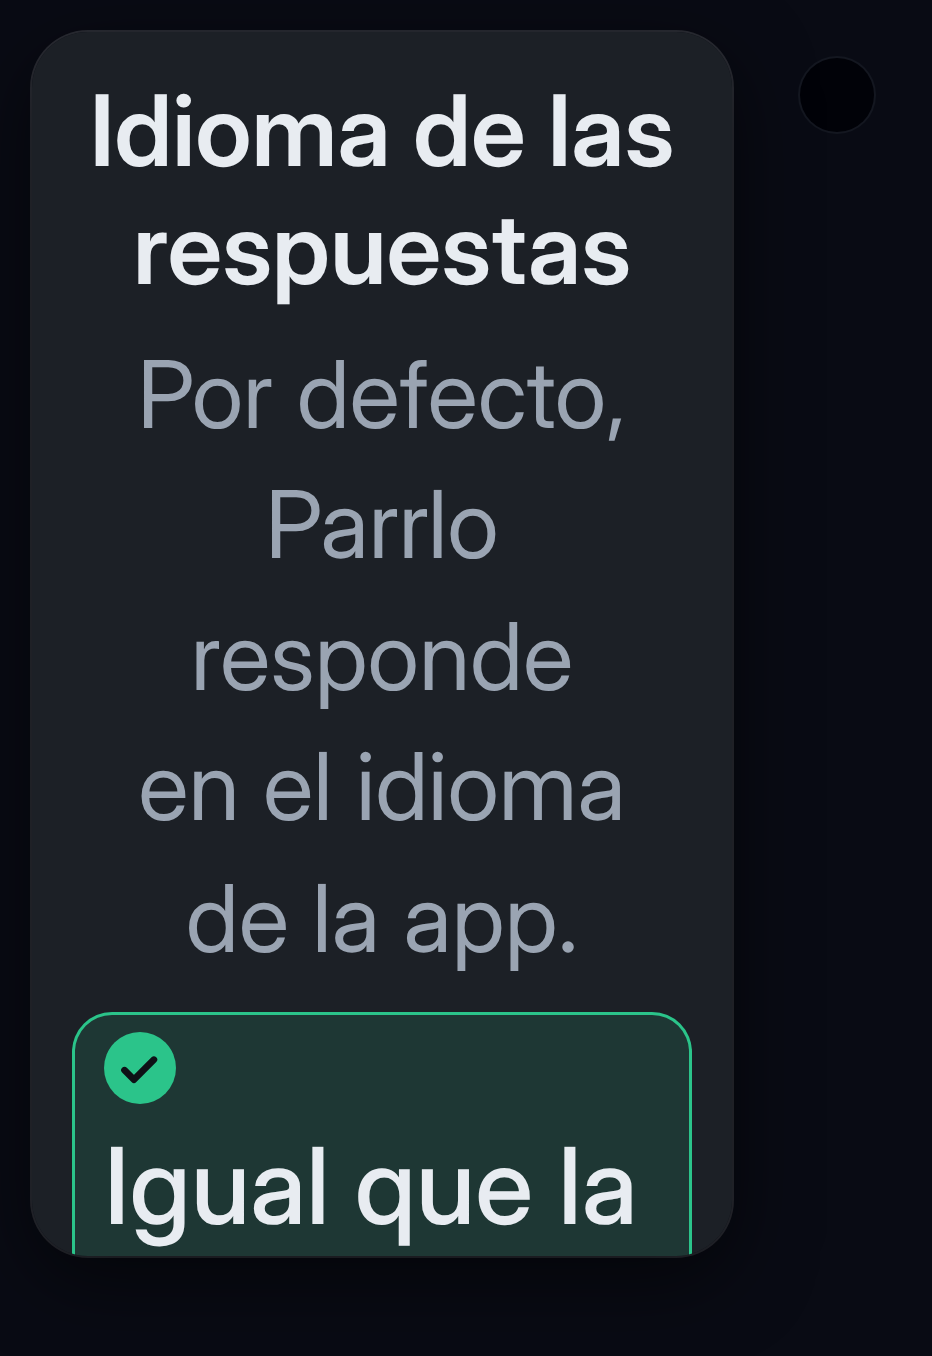 Idioma de las
respuestas
Por defecto,
Parrlo
responde
en el idioma
de la app.
Igual que la